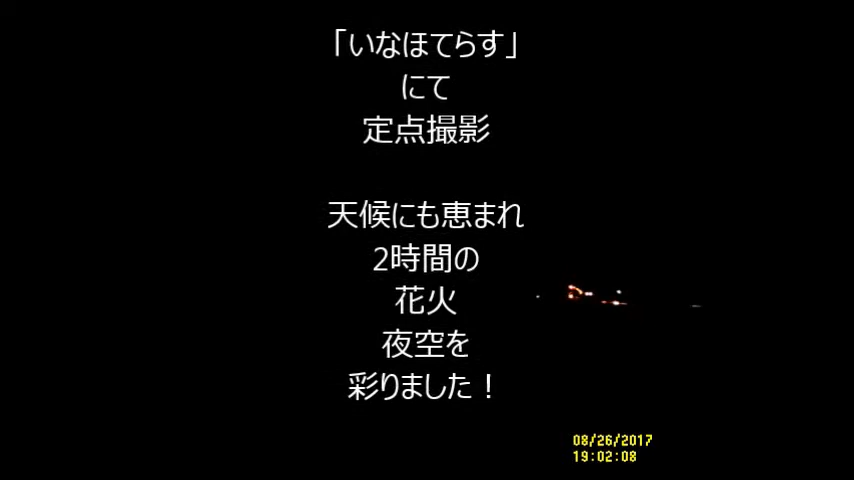 「いなほてらす」
にて
定点撮影
天候にも恵まれ
2時間の
花火
夜空を
彩りました！
08/26/2017
19:02:08